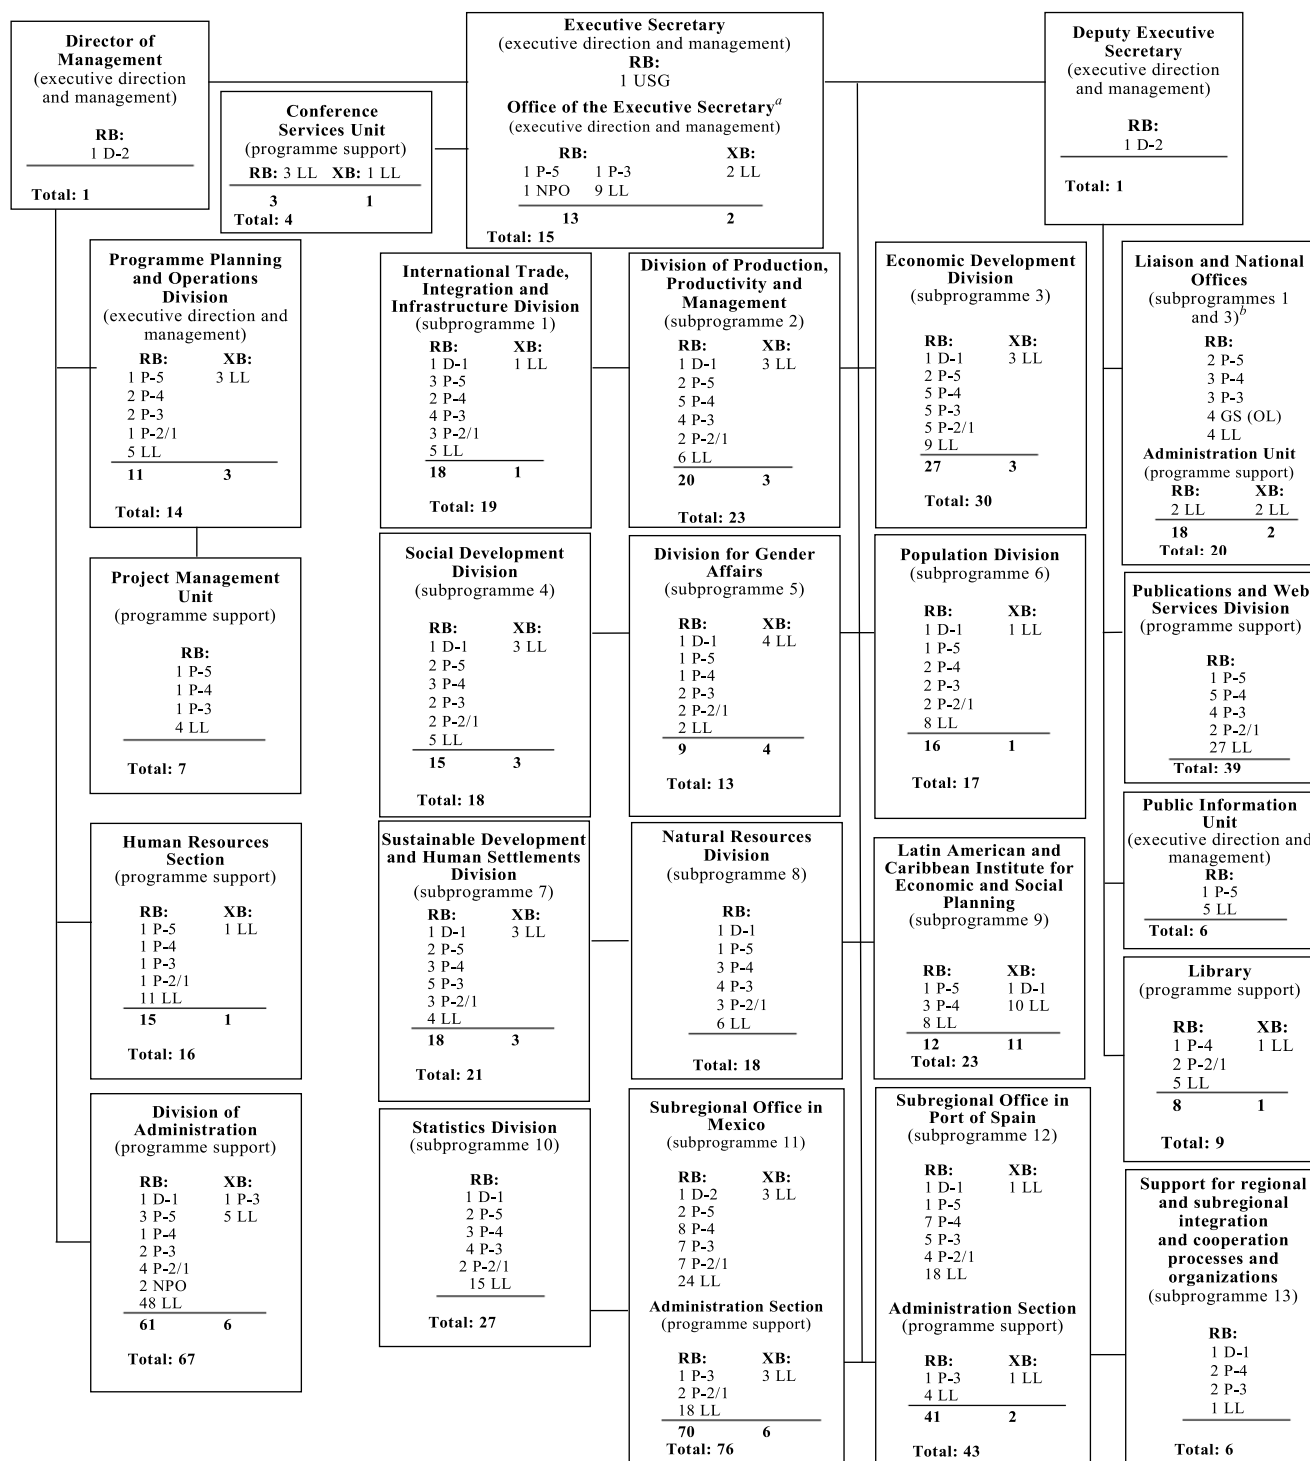 Director of
Management
(executive direction
and management)
RB:
1 D-2
Total: 1
Conference
Services Unit
(programme support)
RB: 3 LL XB: 1 LL
3 1
Total: 4
Executive Secretary
(executive direction and management)
RB:
1 USG
Office of the Executive Secretary^a
(executive direction and management)
RB: XB:
1 P-5 1 P-3 2 LL
1 NPO 9 LL
13 2
Total: 15
Deputy Executive
Secretary
(executive direction
and management)
RB:
1 D-2
Total: 1
Programme Planning
and Operations
Division
(executive direction and
management)
RB: XB:
1 P-5 3 LL
2 P-4
2 P-3
1 P-2/1
5 LL
11 3
Total: 14
International Trade,
Integration and
Infrastructure Division
(subprogramme 1)
RB: XB:
1 D-1 1 LL
3 P-5
2 P-4
4 P-3
3 P-2/1
5 LL
18 1
Total: 19
Division of Production,
Productivity and
Management
(subprogramme 2)
RB: XB:
1 D-1 3 LL
2 P-5
5 P-4
4 P-3
2 P-2/1
6 LL
20 3
Total: 23
Economic Development
Division
(subprogramme 3)
RB: XB:
1 D-1 3 LL
2 P-5
5 P-4
5 P-3
5 P-2/1
9 LL
27 3
Total: 30
Liaison and National
Offices
(subprogrammes 1
and 3)^b
RB:
2 P-5
3 P-4
3 P-3
4 GS (OL)
4 LL
Administration Unit
(programme support)
RB: XB:
2 LL 2 LL
18 2
Total: 20
Project Management
Unit
(programme support)
RB:
1 P-5
1 P-4
1 P-3
4 LL
Total: 7
Social Development
Division
(subprogramme 4)
RB: XB:
1 D-1 3 LL
2 P-5
3 P-4
2 P-3
2 P-2/1
5 LL
15 3
Total: 18
Division for Gender
Affairs
(subprogramme 5)
RB: XB:
1 D-1 4 LL
1 P-5
1 P-4
2 P-3
2 P-2/1
2 LL
9 4
Total: 13
Population Division
(subprogramme 6)
RB: XB:
1 D-1 1 LL
1 P-5
2 P-4
2 P-3
2 P-2/1
8 LL
16 1
Total: 17
Publications and Web
Services Division
(programme support)
RB:
1 P-5
5 P-4
4 P-3
2 P-2/1
27 LL
Total: 39
Human Resources
Section
(programme support)
RB: XB:
1 P-5 1 LL
1 P-4
1 P-3
1 P-2/1
11 LL
15 1
Total: 16
Sustainable Development
and Human Settlements
Division
(subprogramme 7)
RB: XB:
1 D-1 3 LL
2 P-5
3 P-4
5 P-3
3 P-2/1
4 LL
18 3
Total: 21
Natural Resources
Division
(subprogramme 8)
RB:
1 D-1
1 P-5
3 P-4
4 P-3
3 P-2/1
6 LL
Total: 18
Latin American and
Caribbean Institute for
Economic and Social
Planning
(subprogramme 9)
RB: XB:
1 P-5 1 D-1
3 P-4 10 LL
8 LL
12 11
Total: 23
Public Information
Unit
(executive direction and
management)
RB:
1 P-5
5 LL
Total: 6
Library
(programme support)
RB: XB:
1 P-4 1 LL
2 P-2/1
5 LL
8 1
Total: 9
Division of
Administration
(programme support)
RB: XB:
1 D-1 1 P-3
3 P-5 5 LL
1 P-4
2 P-3
4 P-2/1
2 NPO
48 LL
61 6
Total: 67
Statistics Division
(subprogramme 10)
RB:
1 D-1
2 P-5
3 P-4
4 P-3
2 P-2/1
15 LL
Total: 27
Subregional Office in
Mexico
(subprogramme 11)
RB: XB:
1 D-2 3 LL
2 P-5
8 P-4
7 P-3
7 P-2/1
24 LL
Administration Section
(programme support)
RB: XB:
1 P-3 3 LL
2 P-2/1
18 LL
70 6
Total: 76
Subregional Office in
Port of Spain
(subprogramme 12)
RB: XB:
1 D-1 1 LL
1 P-5
7 P-4
5 P-3
4 P-2/1
18 LL
Administration Section
(programme support)
RB: XB:
1 P-3 1 LL
4 LL
41 2
Total: 43
Support for regional
and subregional
integration
and cooperation
processes and
organizations
(subprogramme 13)
RB:
1 D-1
2 P-4
2 P-3
1 LL
Total: 6